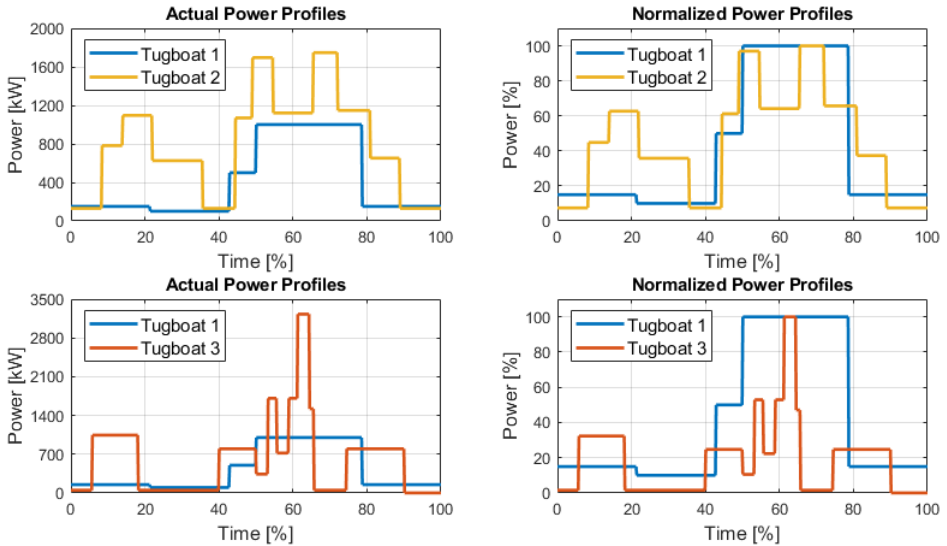 Actual Power Profiles
Power [kW]
2000
1600
1200
800
400
0
Tugboat 1
Tugboat 2
0 20 40 60 80 100
Time [%]
Normalized Power Profiles
Power [%]
100
80
60
40
20
0
Tugboat 1
Tugboat 2
0 20 40 60 80 100
Time [%]
Actual Power Profiles
Power [kW]
3500
2800
2100
1400
700
0
Tugboat 1
Tugboat 3
0 20 40 60 80 100
Time [%]
Normalized Power Profiles
Power [%]
100
80
60
40
20
0
Tugboat 1
Tugboat 3
0 20 40 60 80 100
Time [%]